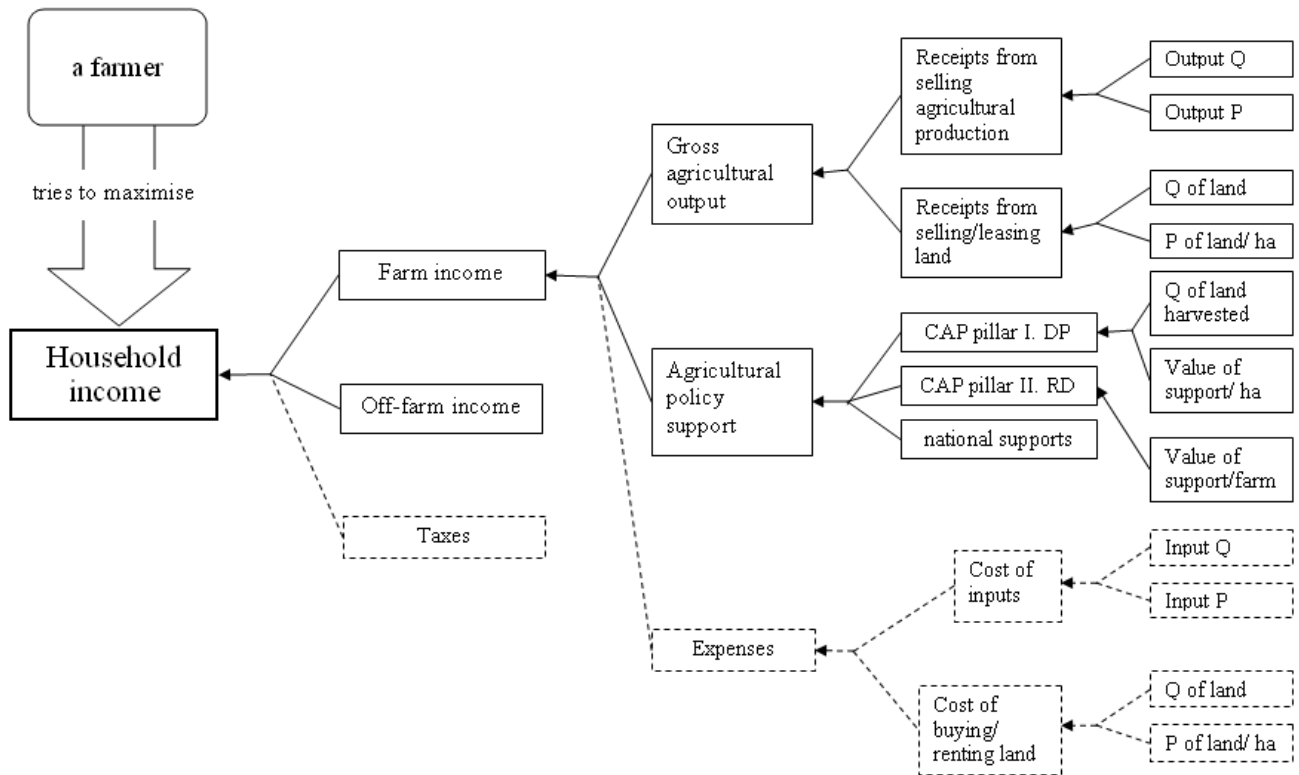 a farmer
tries to maximise
Household
income
Farm income
Off-farm income
Taxes
Gross
agricultural
output
Agricultural
policy
support
Expenses
Receipts from
selling
agricultural
production
Receipts from
selling/leasing
land
CAP pillar I. DP
CAP pillar II. RD
national supports
Cost of
inputs
Cost of
buying/
renting land
Output Q
Output P
Q of land
P of land/ ha
Q of land
harvested
Value of
support/ ha
Value of
support/farm
Input Q
Input P
Q of land
P of land/ ha